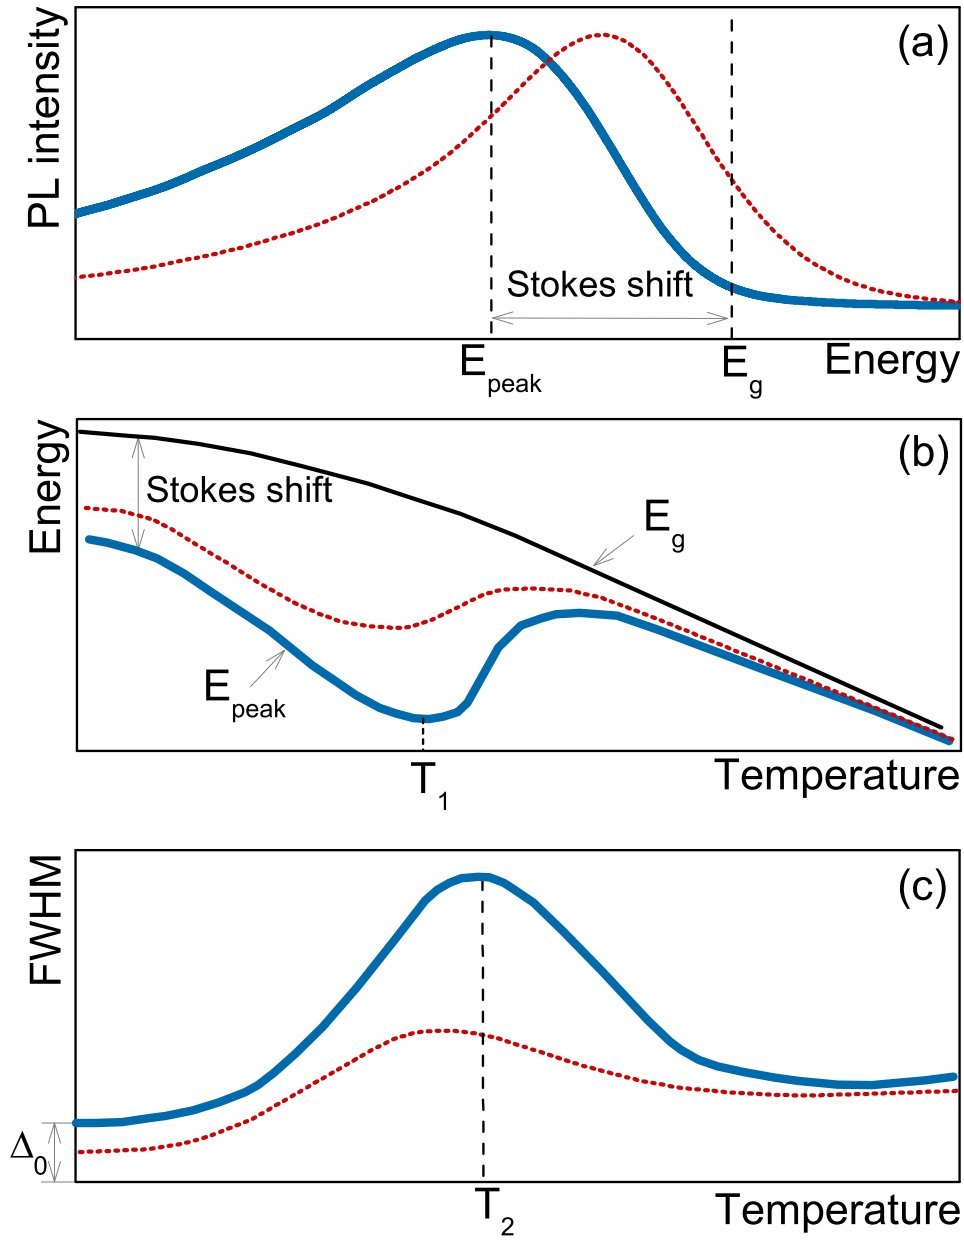 PL intensity
(a)
Stokes shift
E_peak
E_g
Energy
Energy
(b)
Stokes shift
E_g
E_peak
T_1
Temperature
FWHM
(c)
Δ_0
T_2
Temperature